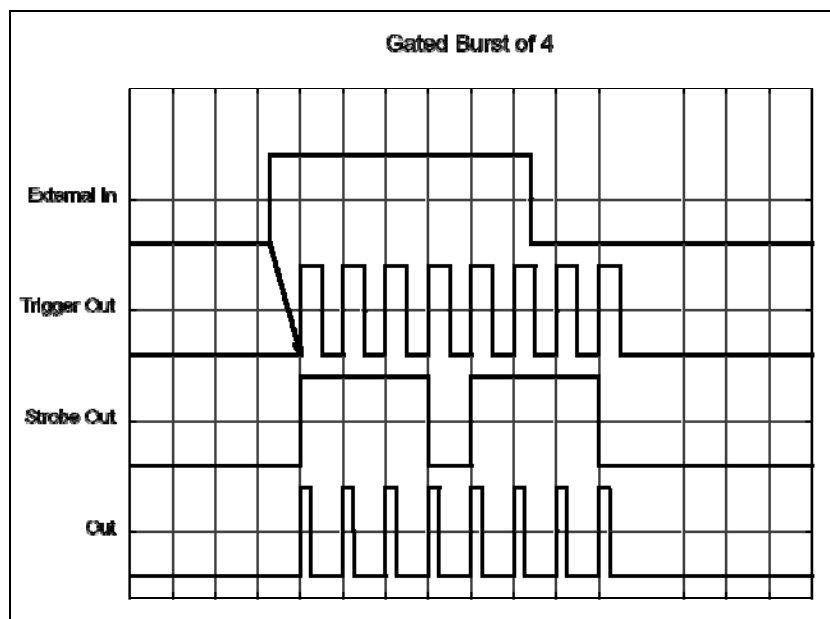 Gated Burst of 4
External In
Trigger Out
Strobe Out
Out